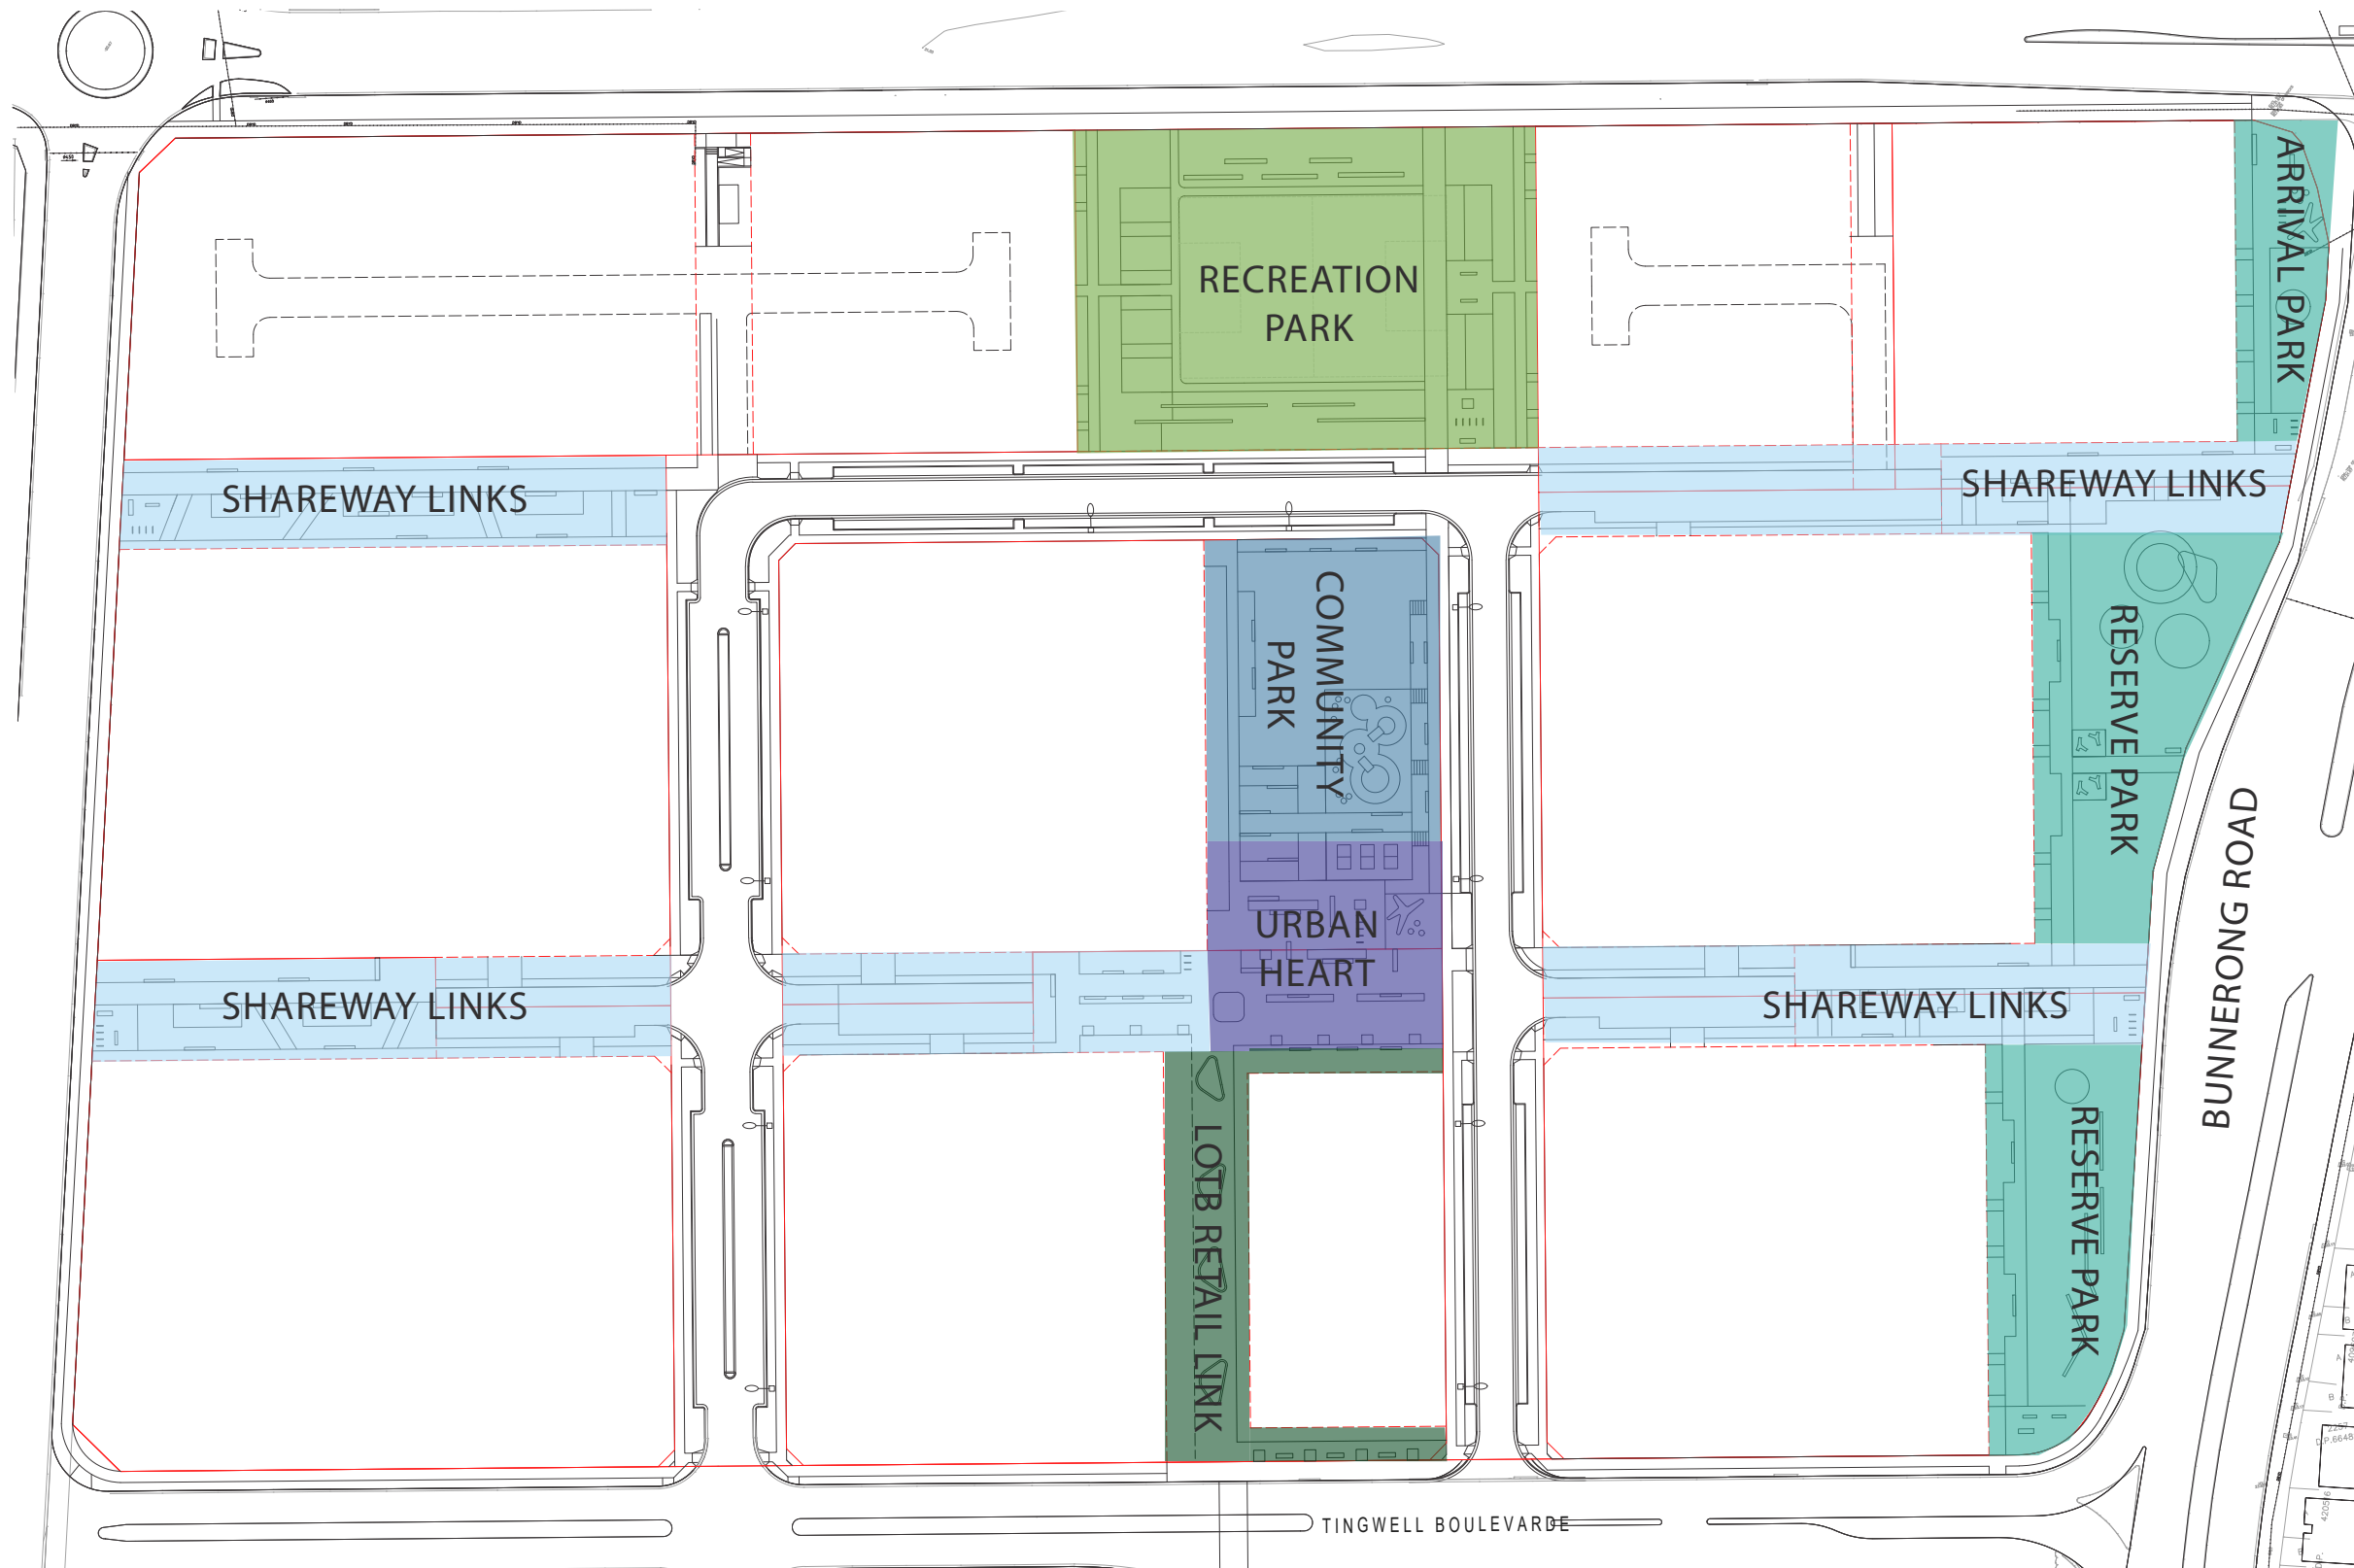 RECREATION
PARK
ARRIVAL PARK
SHAREWAY LINKS
SHAREWAY LINKS
COMMUNITY
PARK
RESERVE PARK
URBAN
HEART
SHAREWAY LINKS
SHAREWAY LINKS
BUNNERONG ROAD
LOTB RETAIL LINK
RESERVE PARK
TINGWELL BOULEVARDE